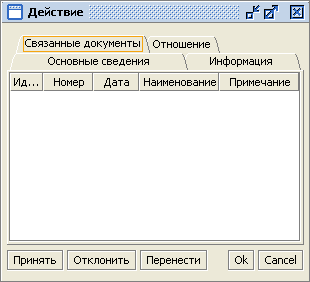 Действие
Связанные документы Отношение
Основные сведения Информация
Ид... Номер Дата Наименование Примечание
Принять Отклонить Перенести Ok Cancel